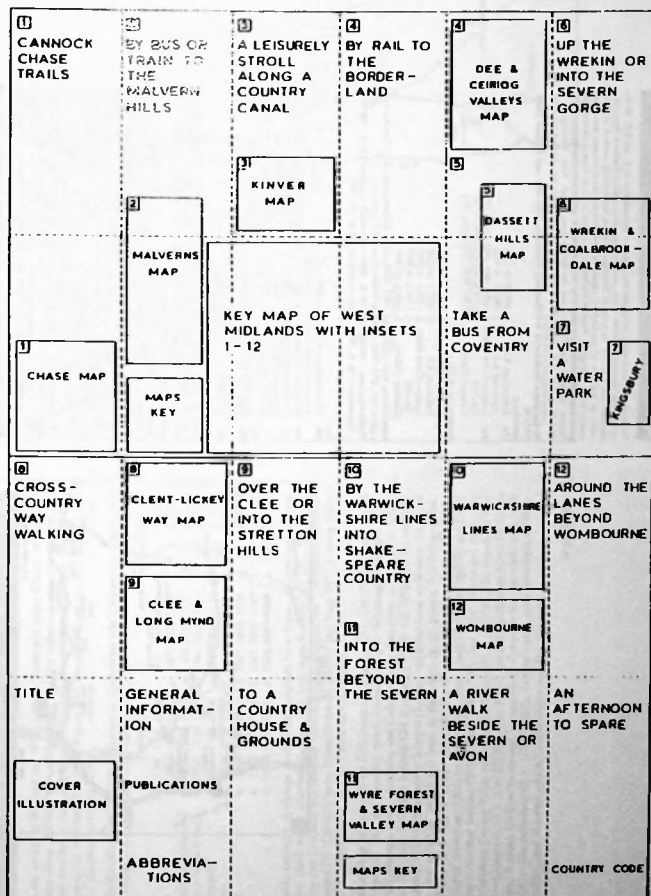 1
CANNOCK
CHASE
TRAILS
1
CHASE MAP
2
BY BUS OR
TRAIN TO
THE
MALVERN
HILLS
2
MALVERNS
MAP
MAPS
KEY
3
A LEISURELY
STROLL
ALONG A
COUNTRY
CANAL
3
KINVER
MAP
4
BY RAIL TO
THE
BORDER-
LAND
KEY MAP OF WEST
MIDLANDS WITH INSETS
1-12
4
DEE &
CEIRIOG
VALLEYS
MAP
5
5
DASSETT
HILLS
MAP
TAKE A
BUS FROM
COVENTRY
6
UP THE
WREKIN OR
INTO THE
SEVERN
GORGE
6
WREKIN &
COALBROOK-
DALE MAP
7
VISIT
A
WATER
PARK
7
KINGSBURY
8
CROSS-
COUNTRY
WAY
WALKING
8
CLENT-LICKEY
WAY MAP
9
CLEE &
LONG MYND
MAP
9
OVER THE
CLEE OR
INTO THE
STRETTON
HILLS
10
BY THE
WARWICK-
SHIRE LINES
INTO
SHAKE-
SPEARE
COUNTRY
11
INTO THE
FOREST
BEYOND
THE SEVERN
10
WARWICKSHIRE
LINES MAP
12
WOMBOURNE
MAP
12
AROUND THE
LANES
BEYOND
WOMBOURNE
TITLE
COVER
ILLUSTRATION
GENERAL
INFORMAT-
ION
PUBLICATIONS
ABBREVIA-
TIONS
TO A
COUNTRY
HOUSE &
GROUNDS
11
WYRE FOREST
& SEVERN
VALLEY MAP
MAPS KEY
A RIVER
WALK
BESIDE THE
SEVERN OR
AVON
AN
AFTERNOON
TO SPARE
COUNTRY CODE